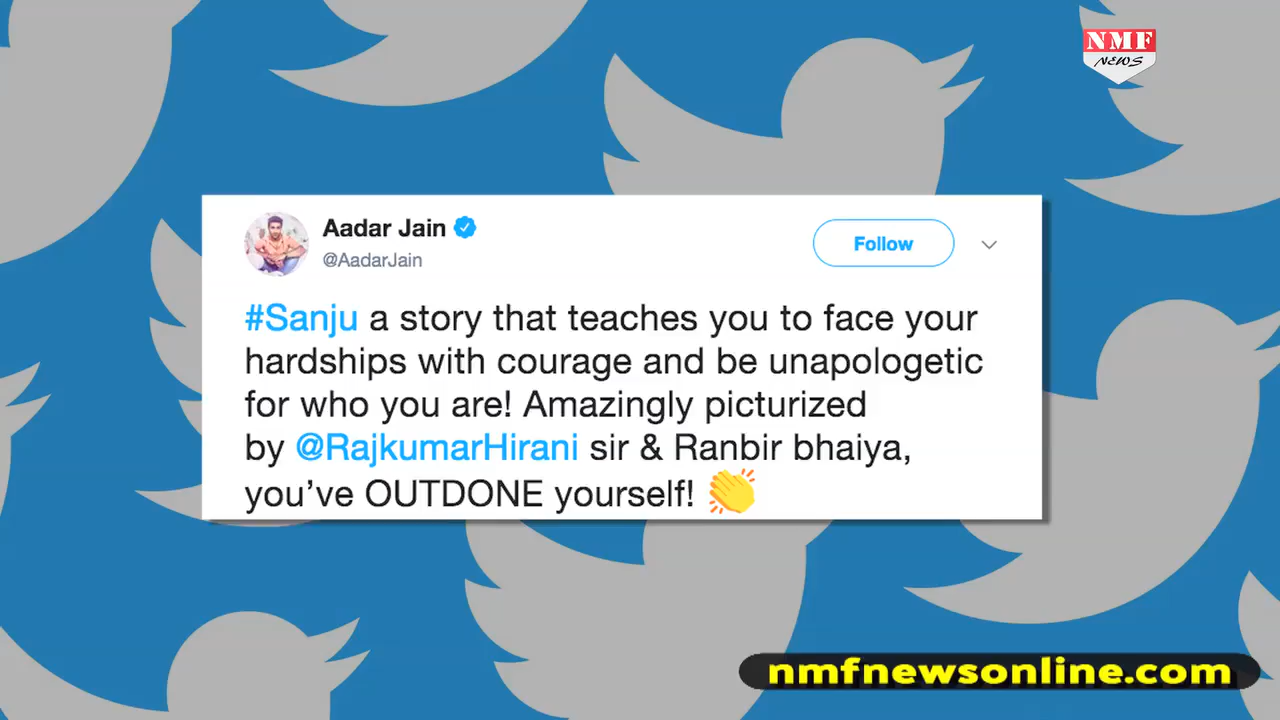 NMF
NEWS
Aadar Jain
@AadarJain
Follow
#Sanju a story that teaches you to face your
hardships with courage and be unapologetic
for who you are! Amazingly picturized
by @RajkumarHirani sir & Ranbir bhaiya,
you’ve OUTDONE yourself! 👏
nmfnewsonline.com